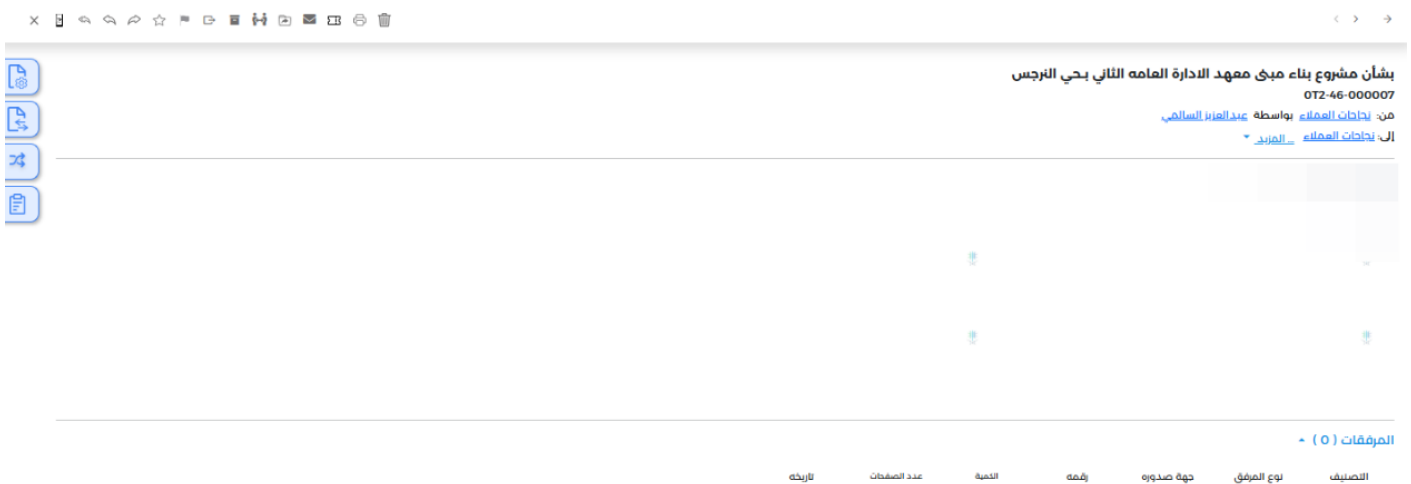 بشأن مشروع بناء مبنى معهد الادارة العامه الثاني بحي النرجس
OT2-46-000007
من: نجاحات العملاء بواسطة عبدالعزيز السالمي
إلى: نجاحات العملاء ... المزيد
المرفقات ( 0 )
التصنيف نوع المرفق جهة صدوره رقمه الكمية عدد الصفحات تاريخه